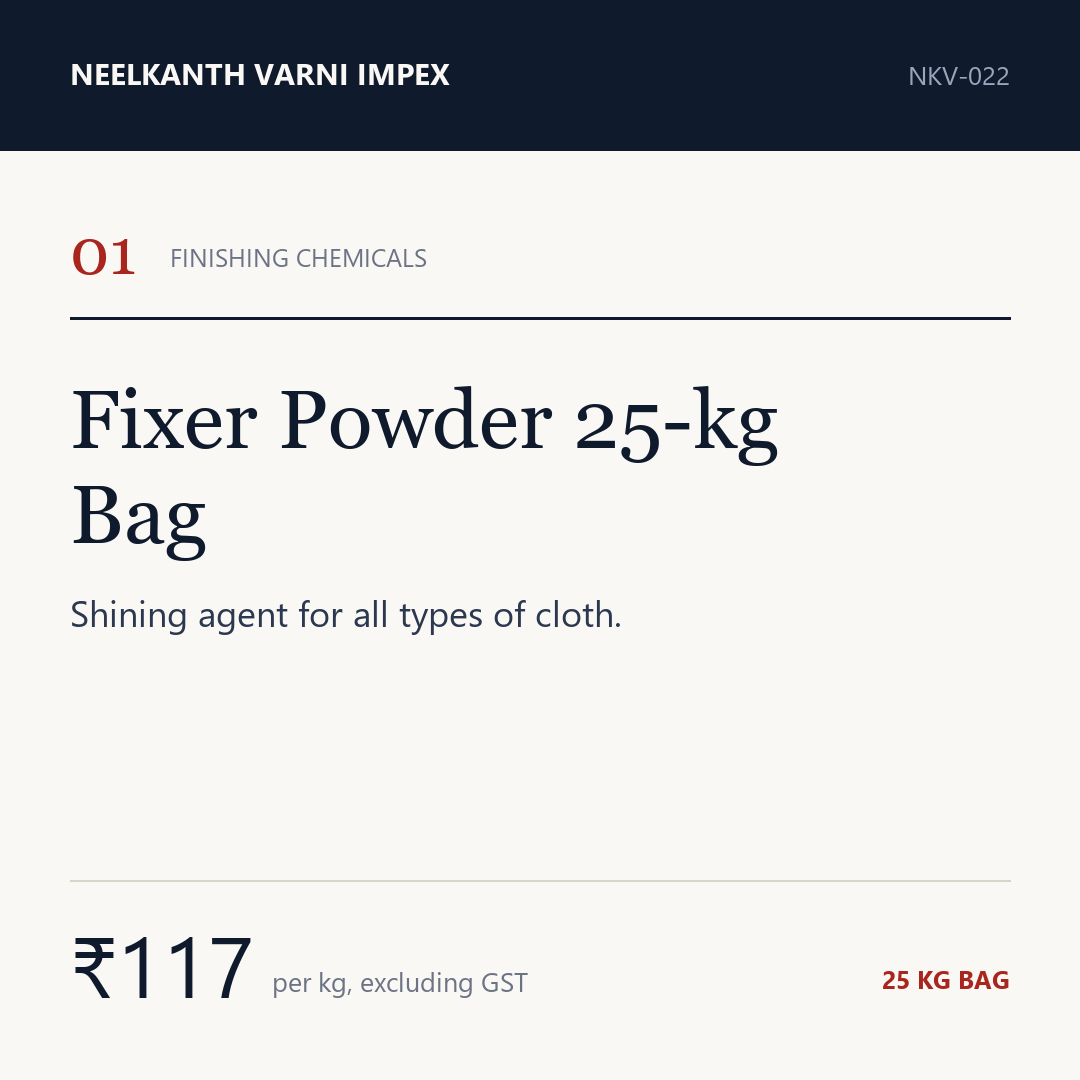 NEELKANTH VARNI IMPEX
NKV-022
01 FINISHING CHEMICALS
Fixer Powder 25-kg
Bag
Shining agent for all types of cloth.
₹117 per kg, excluding GST
25 KG BAG